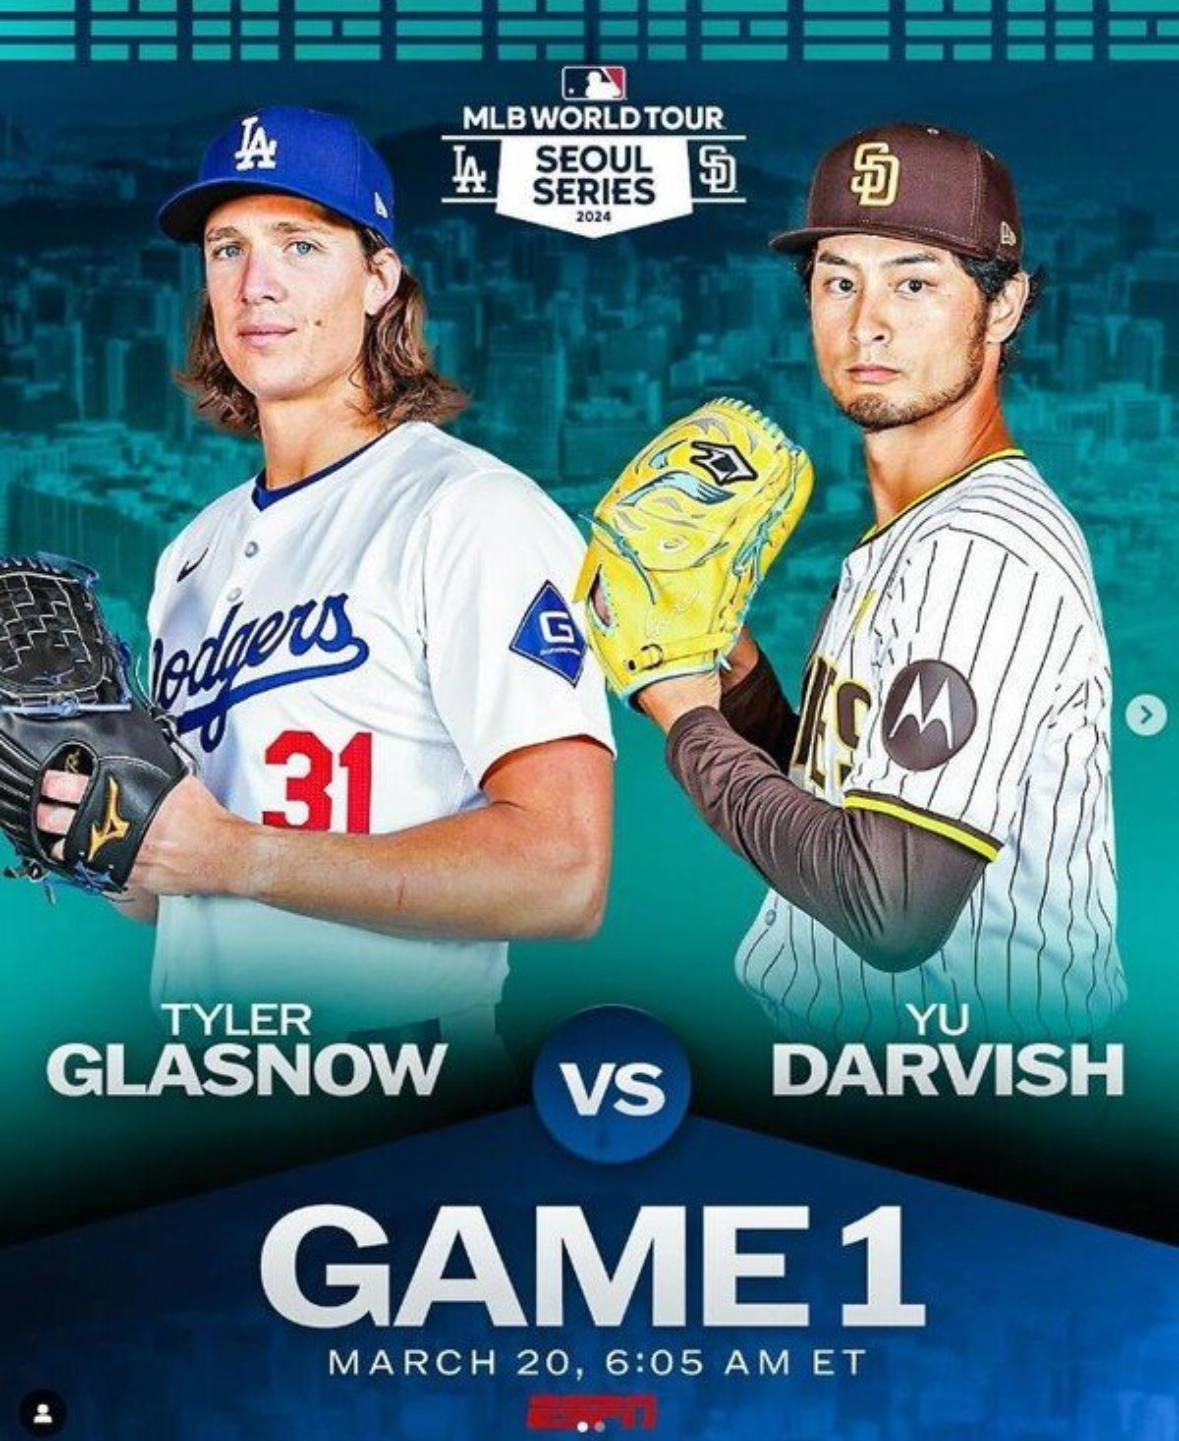 MLB WORLD TOUR
LA
SEOUL
SERIES
2024
SD
LA
SD
Dodgers
31
G
TYLER
GLASNOW
VS
YU
DARVISH
GAME 1
MARCH 20, 6:05 AM ET
ESPN